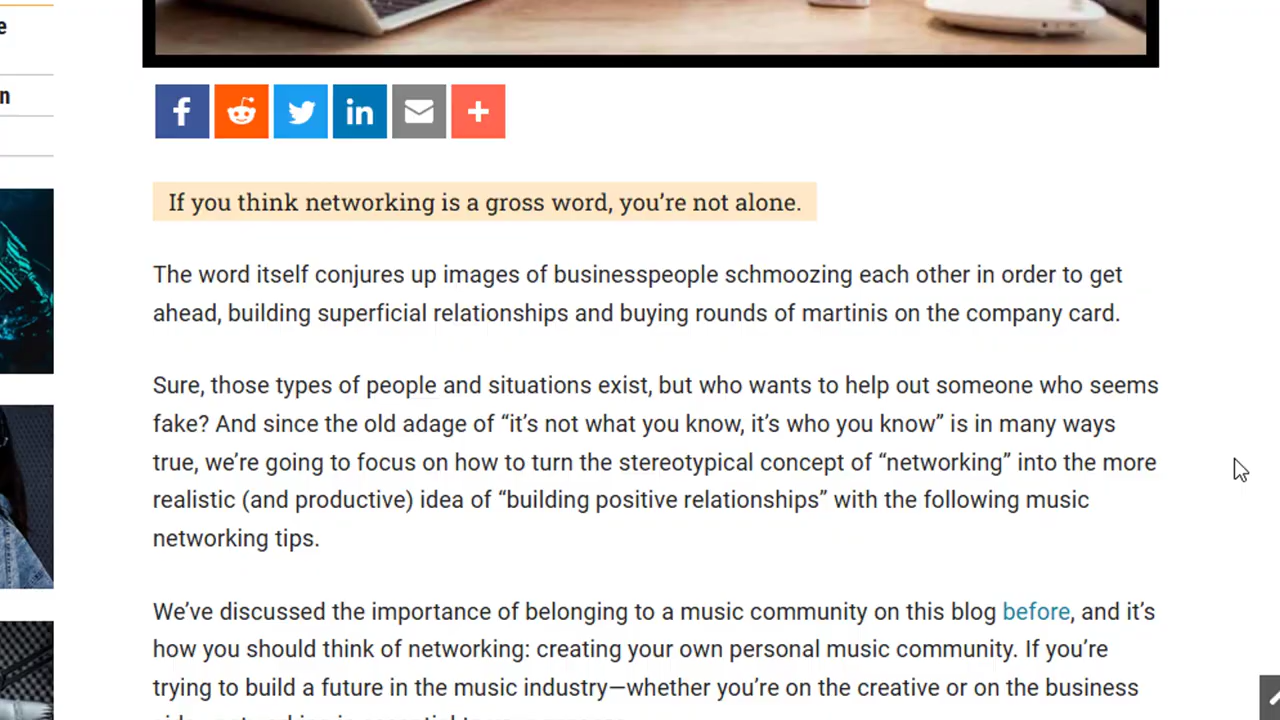 e
n
If you think networking is a gross word, you’re not alone.
The word itself conjures up images of businesspeople schmoozing each other in order to get
ahead, building superficial relationships and buying rounds of martinis on the company card.
Sure, those types of people and situations exist, but who wants to help out someone who seems
fake? And since the old adage of “it’s not what you know, it’s who you know” is in many ways
true, we’re going to focus on how to turn the stereotypical concept of “networking” into the more
realistic (and productive) idea of “building positive relationships” with the following music
networking tips.
We’ve discussed the importance of belonging to a music community on this blog before, and it’s
how you should think of networking: creating your own personal music community. If you’re
trying to build a future in the music industry—whether you’re on the creative or on the business